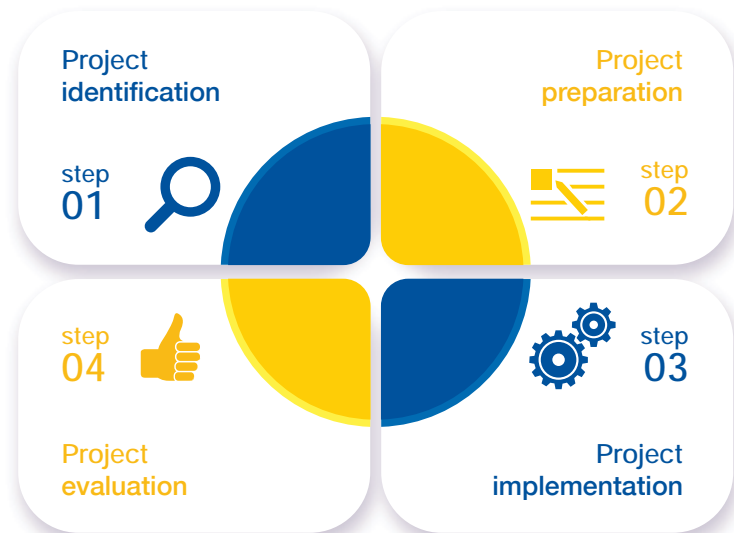 Project
identification
step
01
Project
preparation
step
02
step
03
Project
implementation
step
04
Project
evaluation